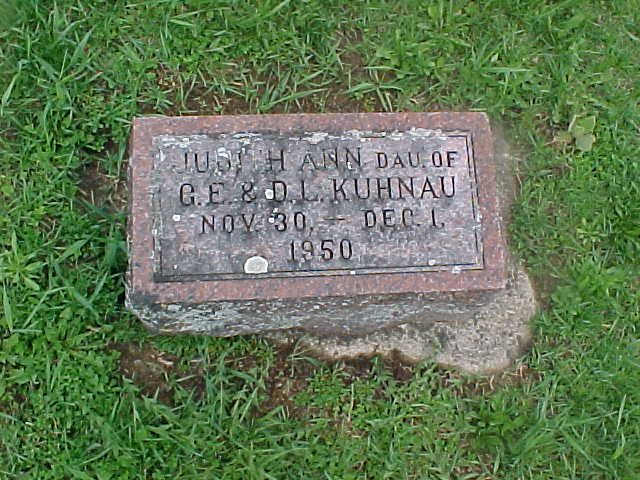 JUDITH ANN DAU. OF
G. E. & D. L. KUHNAU
NOV. 30, – DEC. 1,
1950